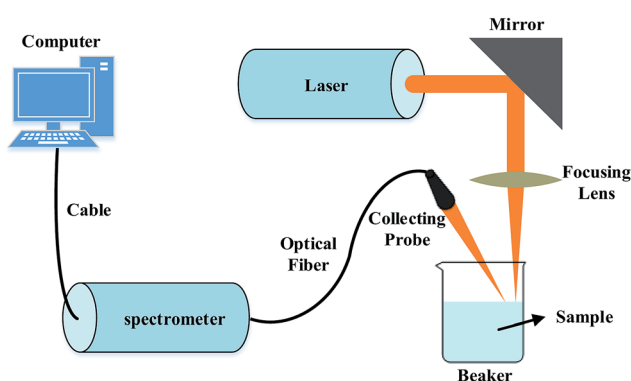 Computer
Mirror
Laser
Focusing
Lens
Cable
Collecting
Probe
Optical
Fiber
spectrometer
Sample
Beaker